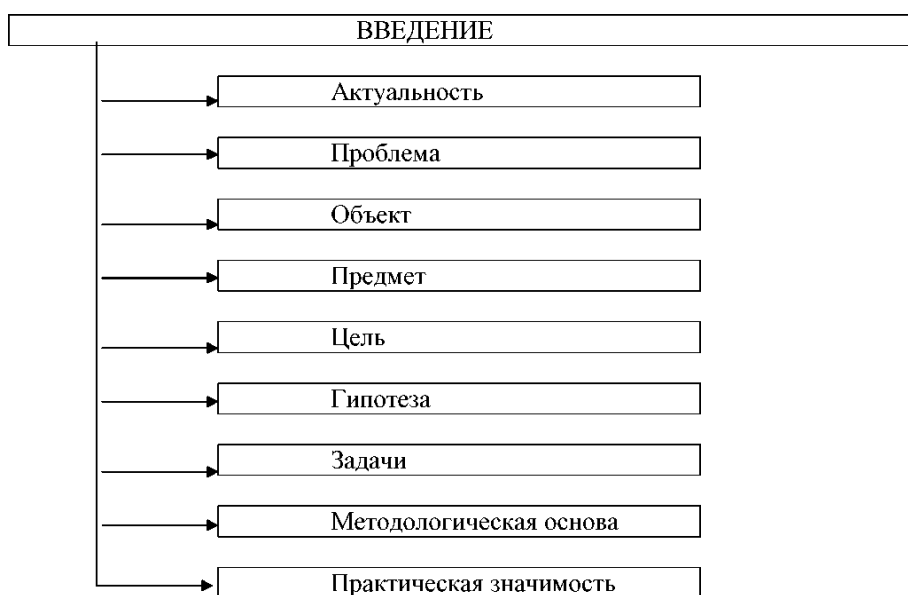 ВВЕДЕНИЕ
Актуальность
Проблема
Объект
Предмет
Цель
Гипотеза
Задачи
Методологическая основа
Практическая значимость